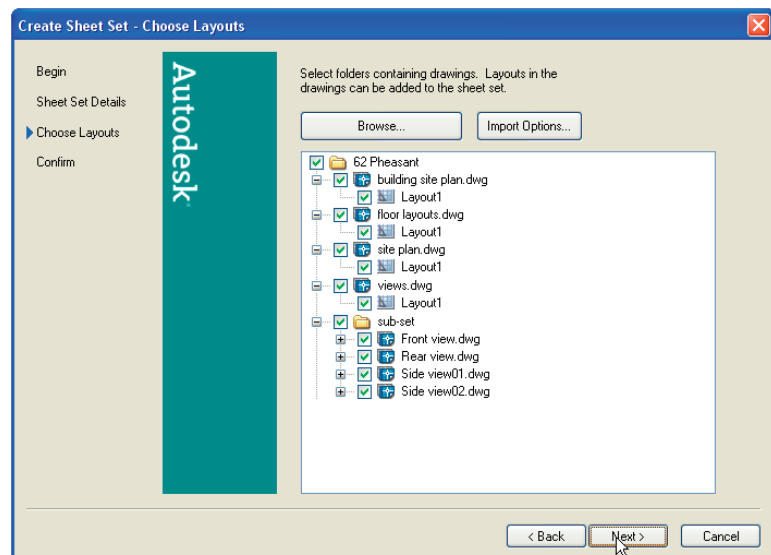 Create Sheet Set - Choose Layouts
Begin
Sheet Set Details
Choose Layouts
Confirm
Autodesk
Select folders containing drawings. Layouts in the
drawings can be added to the sheet set.
Browse...
Import Options...
62 Pheasant
building site plan.dwg
Layout1
floor layouts.dwg
Layout1
site plan.dwg
Layout1
views.dwg
Layout1
sub-set
Front view.dwg
Rear view.dwg
Side view01.dwg
Side view02.dwg
< Back
Next >
Cancel